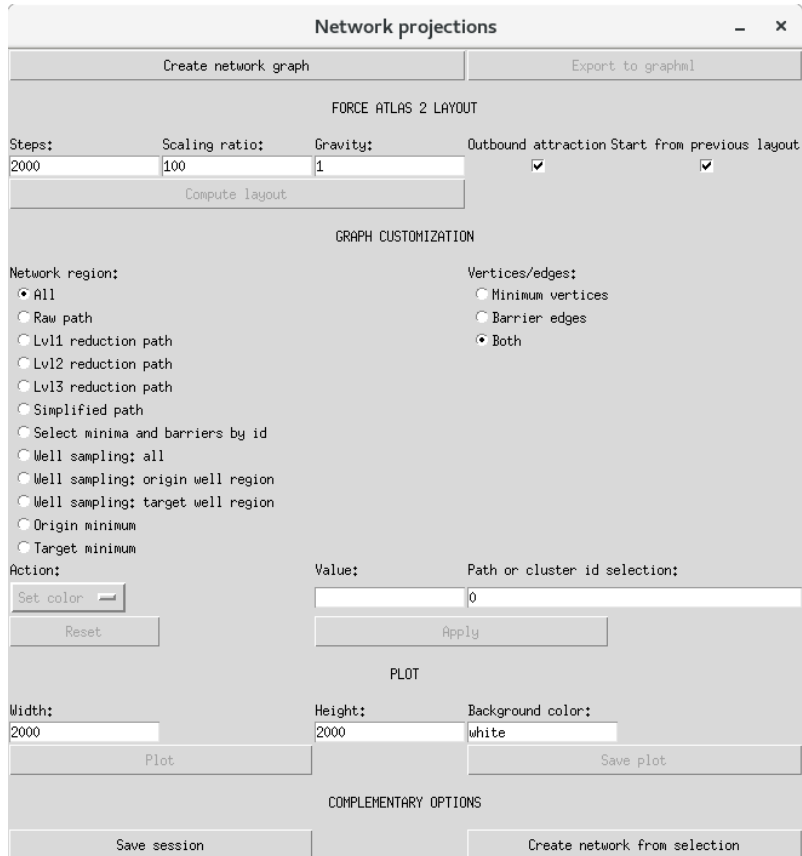 Network projections
Create network graph Export to graphml
FORCE ATLAS 2 LAYOUT
Steps: Scaling ratio: Gravity: Outbound attraction Start from previous layout
2000 100 1
Compute layout
GRAPH CUSTOMIZATION
Network region: Vertices/edges:
All Minimum vertices
Raw path Barrier edges
Lvl1 reduction path Both
Lvl2 reduction path
Lvl3 reduction path
Simplified path
Select minima and barriers by id
Well sampling: all
Well sampling: origin well region
Well sampling: target well region
Origin minimum
Target minimum
Action: Value: Path or cluster id selection:
Set color 0
Reset Apply
PLOT
Width: Height: Background color:
2000 2000 white
Plot Save plot
COMPLEMENTARY OPTIONS
Save session Create network from selection